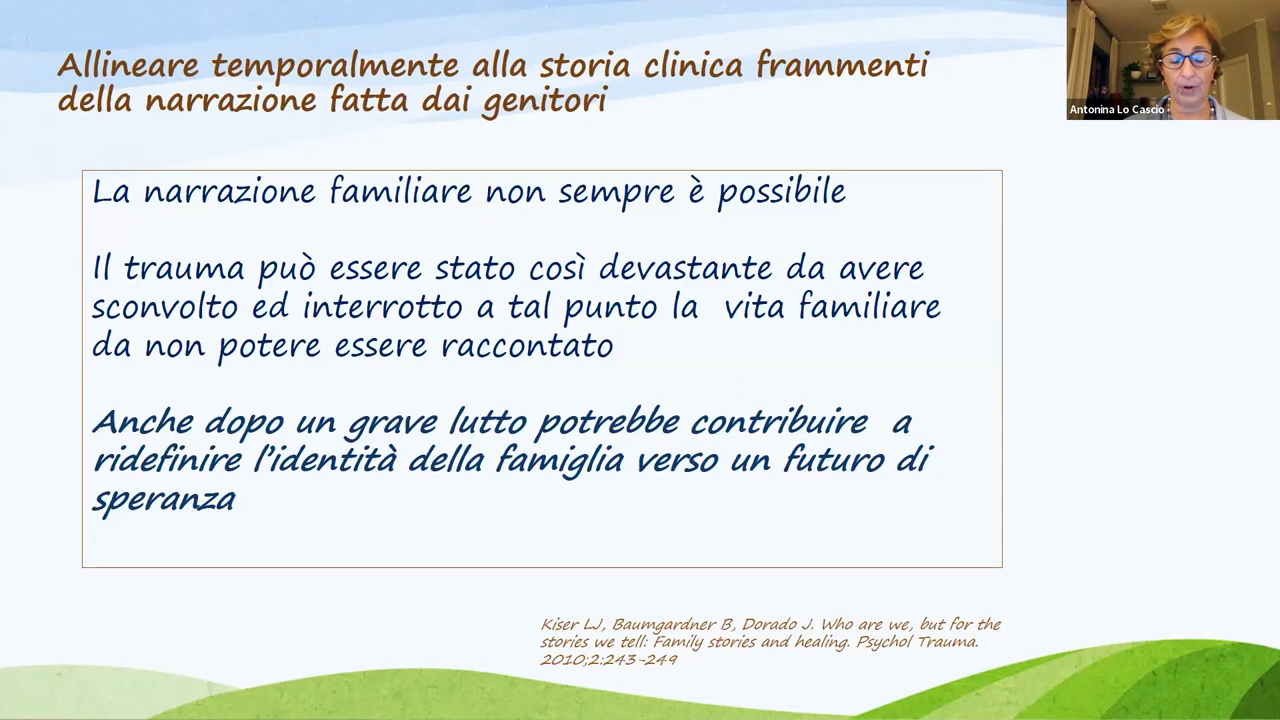 Allineare temporalmente alla storia clinica frammenti
della narrazione fatta dai genitori
Antonina Lo Cascio
La narrazione familiare non sempre è possibile
Il trauma può essere stato così devastante da avere
sconvolto ed interrotto a tal punto la vita familiare
da non potere essere raccontato
Anche dopo un grave lutto potrebbe contribuire a
ridefinire l'identità della famiglia verso un futuro di
speranza
Kiser LJ, Baumgardner B, Dorado J. Who are we, but for the
stories we tell: Family stories and healing. Psychol Trauma.
2010;2:243-249